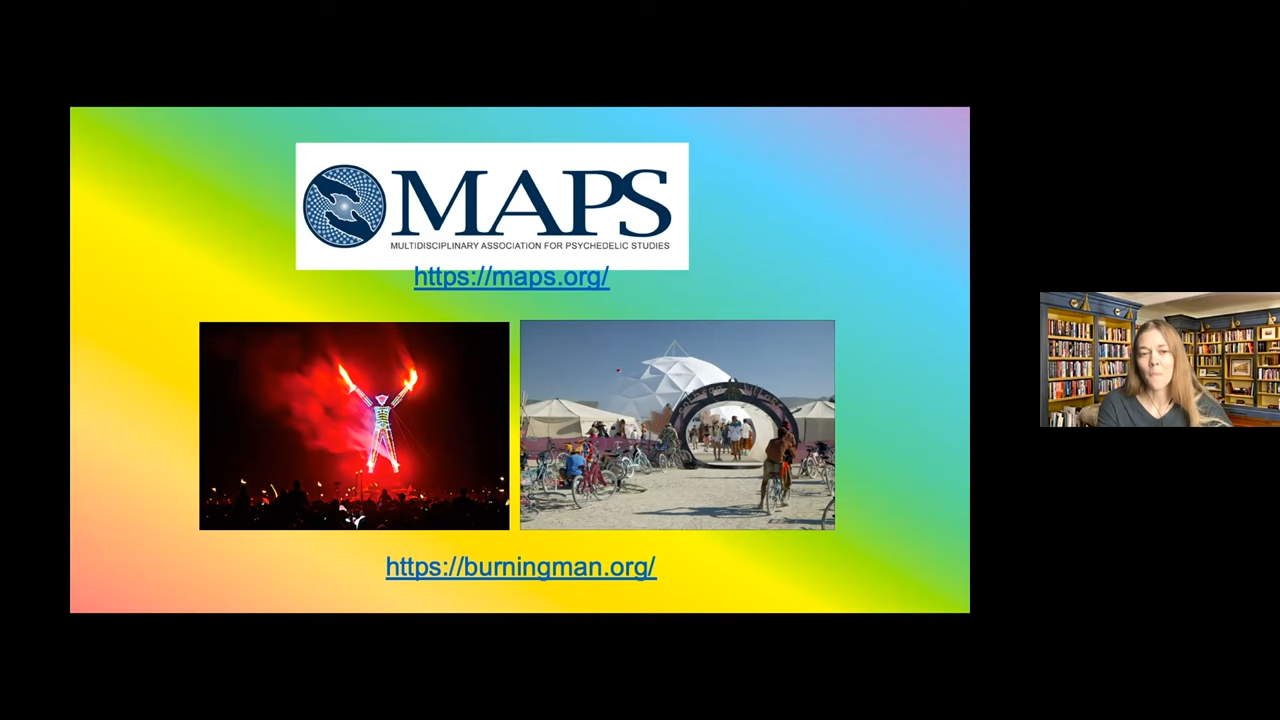 MAPS
MULTIDISCIPLINARY ASSOCIATION FOR PSYCHEDELIC STUDIES
https://maps.org/
https://burningman.org/